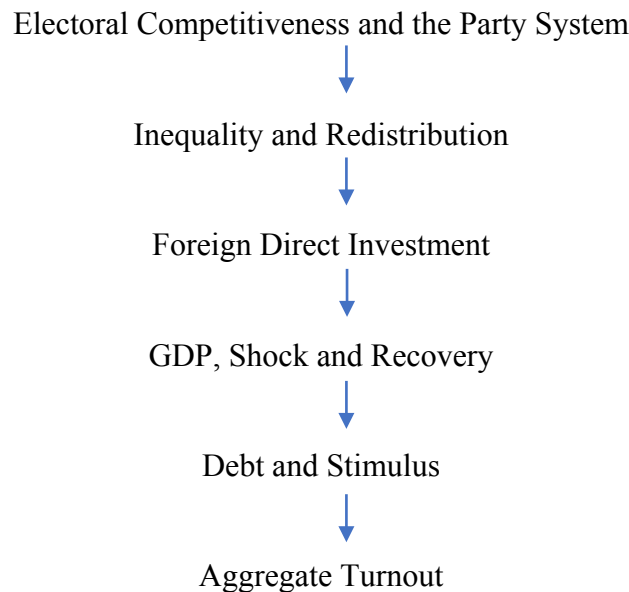 Electoral Competitiveness and the Party System
Inequality and Redistribution
Foreign Direct Investment
GDP, Shock and Recovery
Debt and Stimulus
Aggregate Turnout